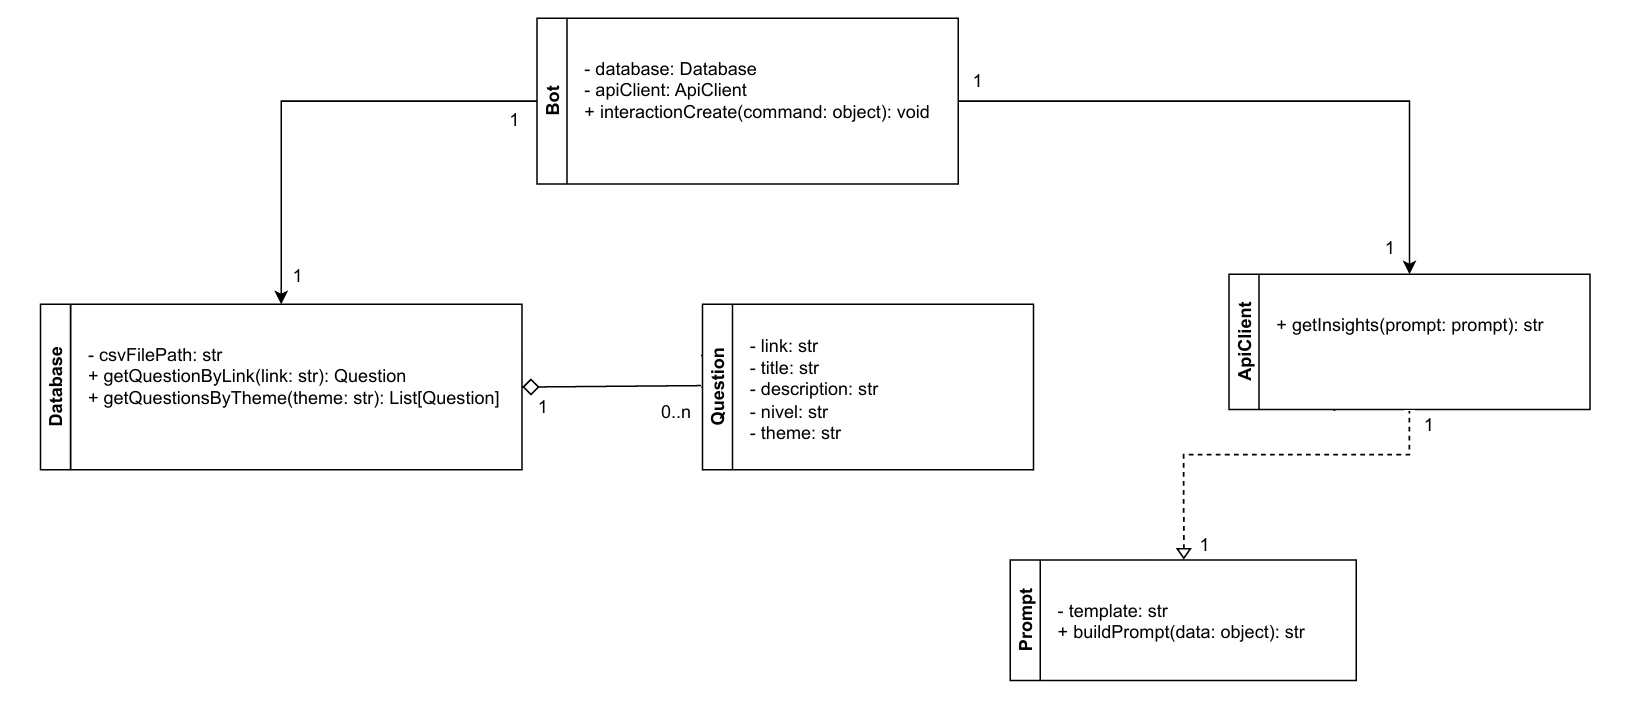 Bot
- database: Database
- apiClient: ApiClient
+ interactionCreate(command: object): void
1
1
1
1
Database
- csvFilePath: str
+ getQuestionByLink(link: str): Question
+ getQuestionsByTheme(theme: str): List[Question]
1
0..n
Question
- link: str
- title: str
- description: str
- nivel: str
- theme: str
ApiClient
+ getInsights(prompt: prompt): str
1
1
Prompt
- template: str
+ buildPrompt(data: object): str